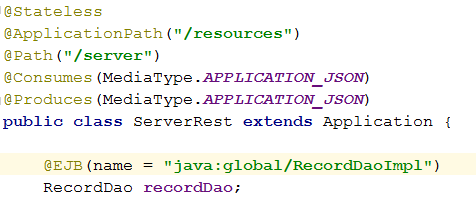 @Stateless
@ApplicationPath("/resources")
@Path("/server")
@Consumes(MediaType.APPLICATION_JSON)
@Produces(MediaType.APPLICATION_JSON)
public class ServerRest extends Application {
@EJB(name = "java:global/RecordDaoImpl")
RecordDao recordDao;